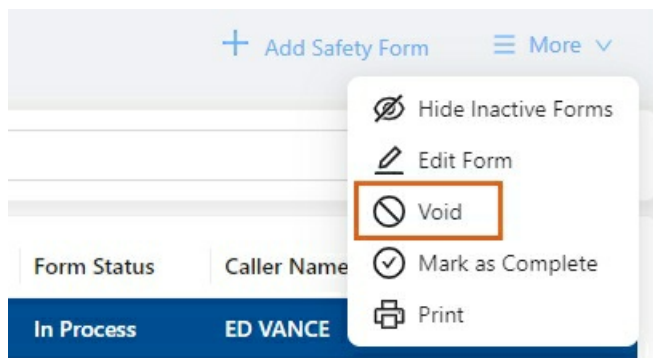 Add Safety Form
More
Hide Inactive Forms
Edit Form
Void
Form Status
Caller Name
Mark as Complete
In Process
ED VANCE
Print